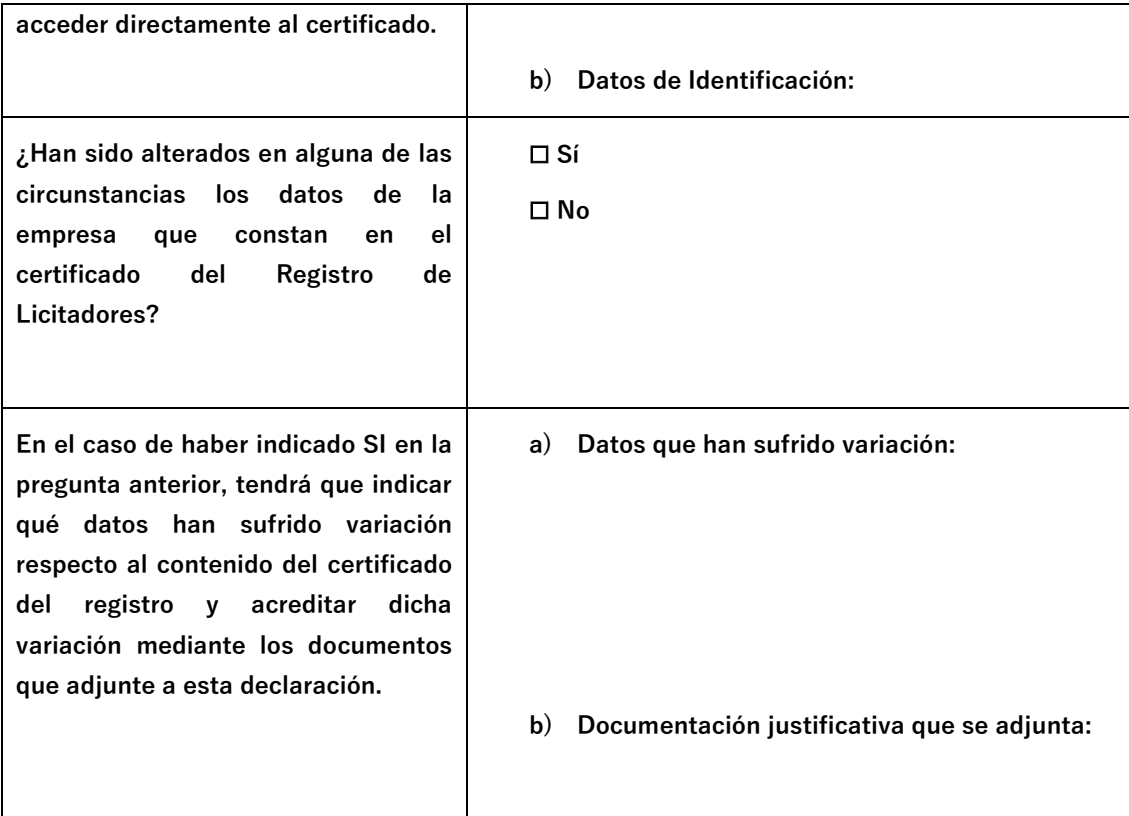 acceder directamente al certificado.
b) Datos de Identificación:
¿Han sido alterados en alguna de las
circunstancias los datos de la
empresa que constan en el
certificado del Registro de
Licitadores?
☐ Sí
☐ No
En el caso de haber indicado SI en la
pregunta anterior, tendrá que indicar
qué datos han sufrido variación
respecto al contenido del certificado
del registro y acreditar dicha
variación mediante los documentos
que adjunte a esta declaración.
a) Datos que han sufrido variación:
b) Documentación justificativa que se adjunta: